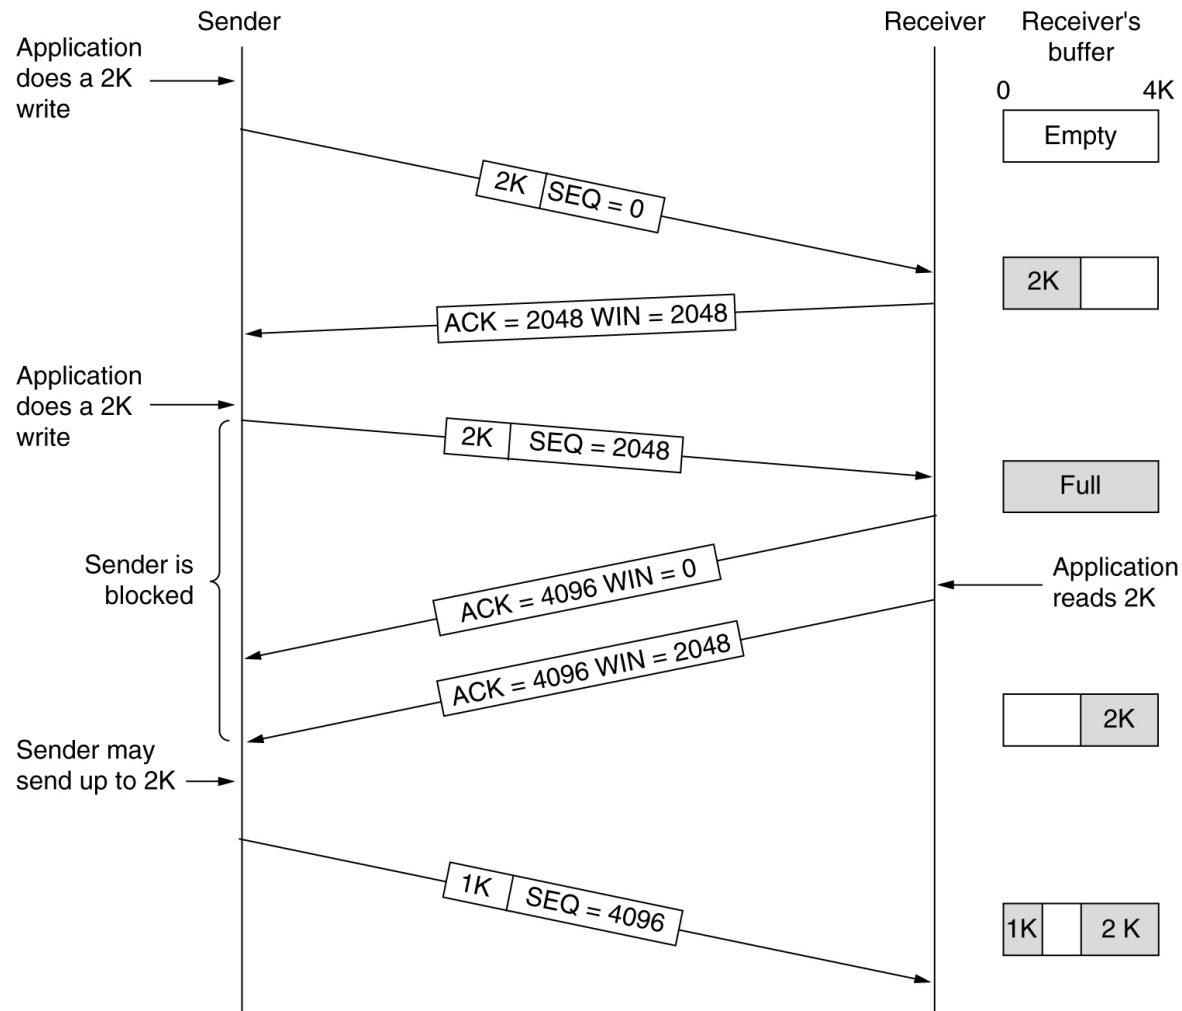 Sender
Receiver
Receiver's
buffer
Application
does a 2K
write
0
4K
Empty
2K
SEQ = 0
2K
ACK = 2048 WIN = 2048
Application
does a 2K
write
2K
SEQ = 2048
Full
Sender is
blocked
ACK = 4096 WIN = 0
Application
reads 2K
ACK = 4096 WIN = 2048
2K
Sender may
send up to 2K
1K
SEQ = 4096
1K
2 K